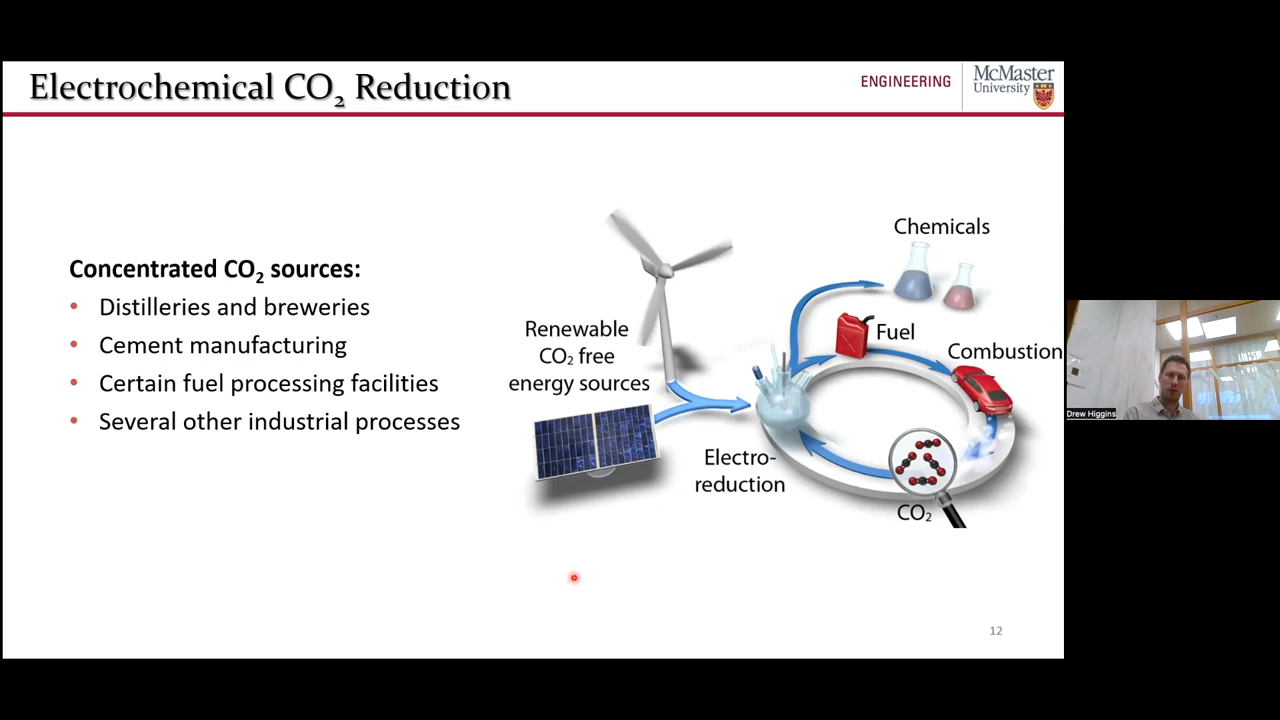 Electrochemical CO₂ Reduction
ENGINEERING
McMaster
University
Concentrated CO₂ sources:
• Distilleries and breweries
• Cement manufacturing
• Certain fuel processing facilities
• Several other industrial processes
Renewable
CO₂ free
energy sources
Chemicals
Fuel
Combustion
Electro-
reduction
CO₂
12
Drew Higgins